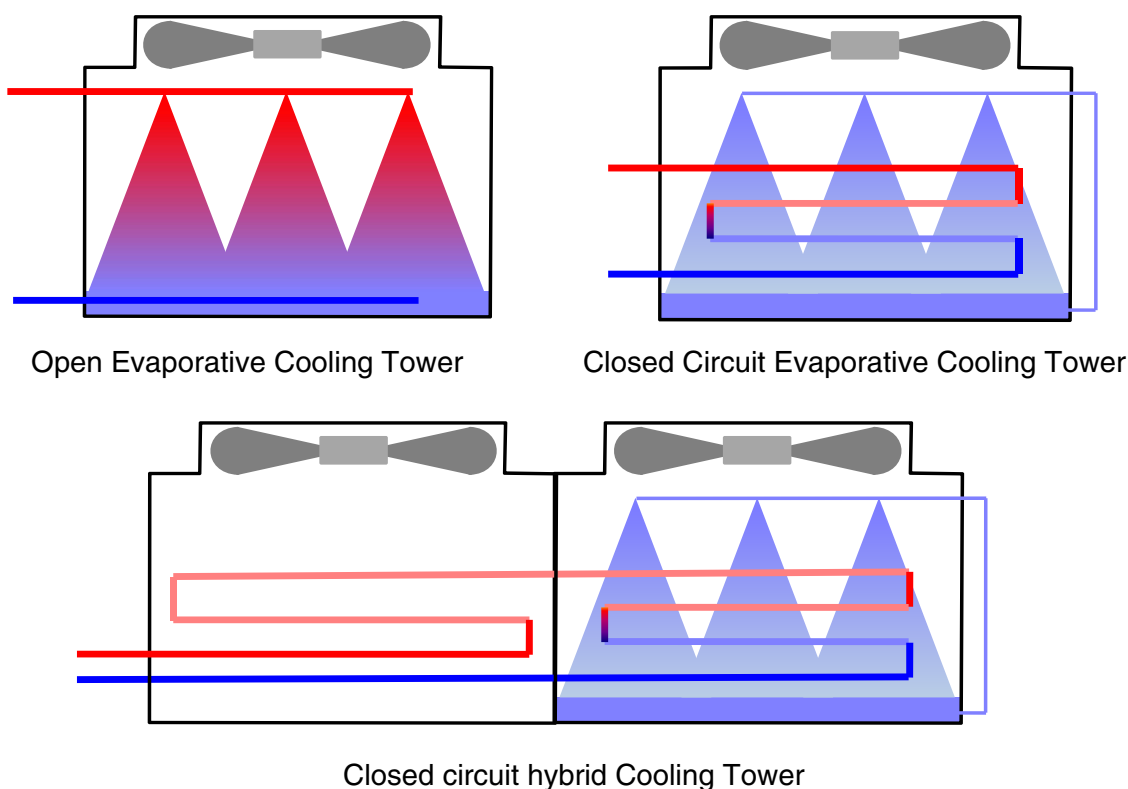 Open Evaporative Cooling Tower
Closed Circuit Evaporative Cooling Tower
Closed circuit hybrid Cooling Tower